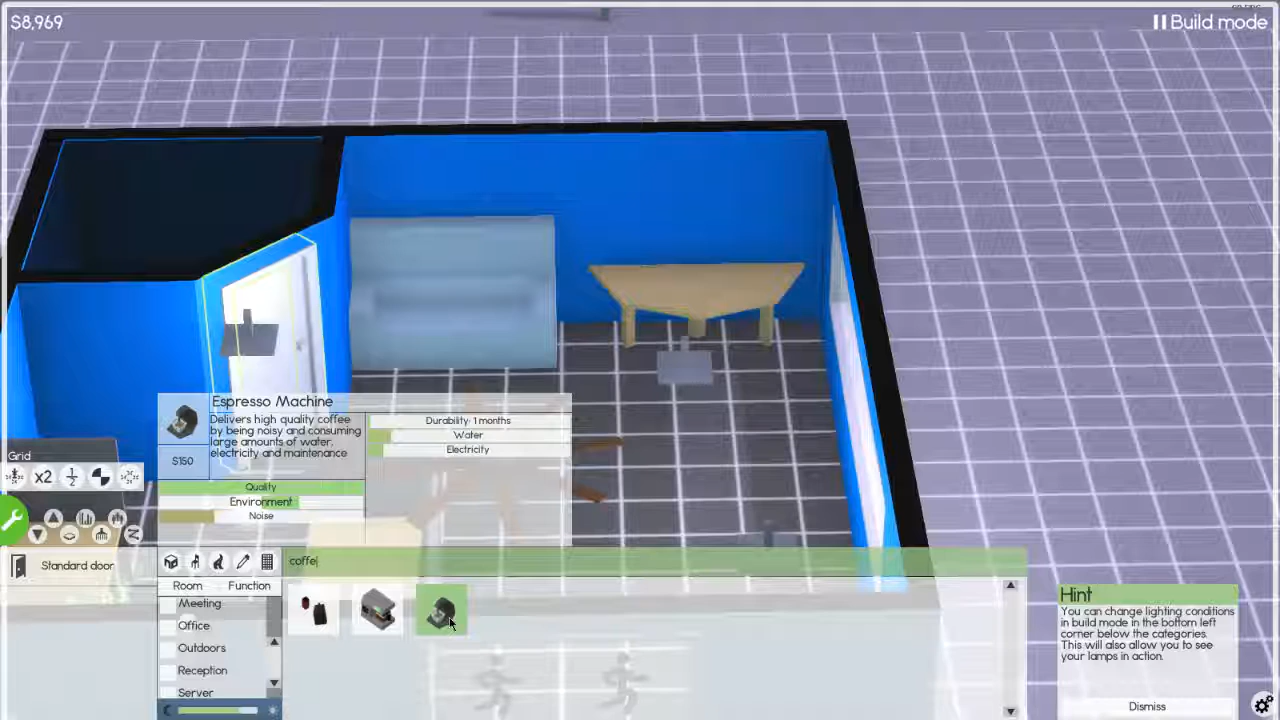 $8,969
Build mode
Espresso Machine
Delivers high quality coffee
by being noisy and consuming
large amounts of water,
electricity and maintenance
$150
Durability: 1 months
Water
Electricity
Quality
Environment
Noise
Grid
x2
1/2
Standard door
coffe
Room
Function
Meeting
Office
Outdoors
Reception
Server
Hint
You can change lighting conditions
in build mode in the bottom left
corner below the categories.
This will also allow you to see
your lamps in action.
Dismiss